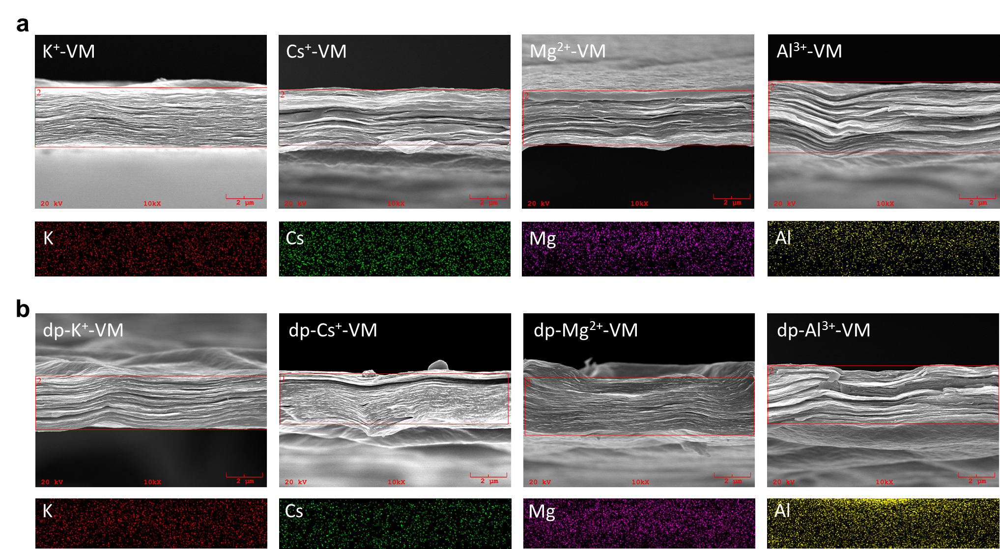 a
K⁺-VM
2
20 kV 10kX 2 µm
Cs⁺-VM
2
20 kV 10kX 2 µm
Mg²⁺-VM
2
20 kV 10kX 2 µm
Al³⁺-VM
2
20 kV 10kX 2 µm
K
Cs
Mg
Al
b
dp-K⁺-VM
2
20 kV 10kX 2 µm
dp-Cs⁺-VM
1
20 kV 10kX 2 µm
dp-Mg²⁺-VM
2
20 kV 10kX 2 µm
dp-Al³⁺-VM
2
20 kV 10kX 2 µm
K
Cs
Mg
Al